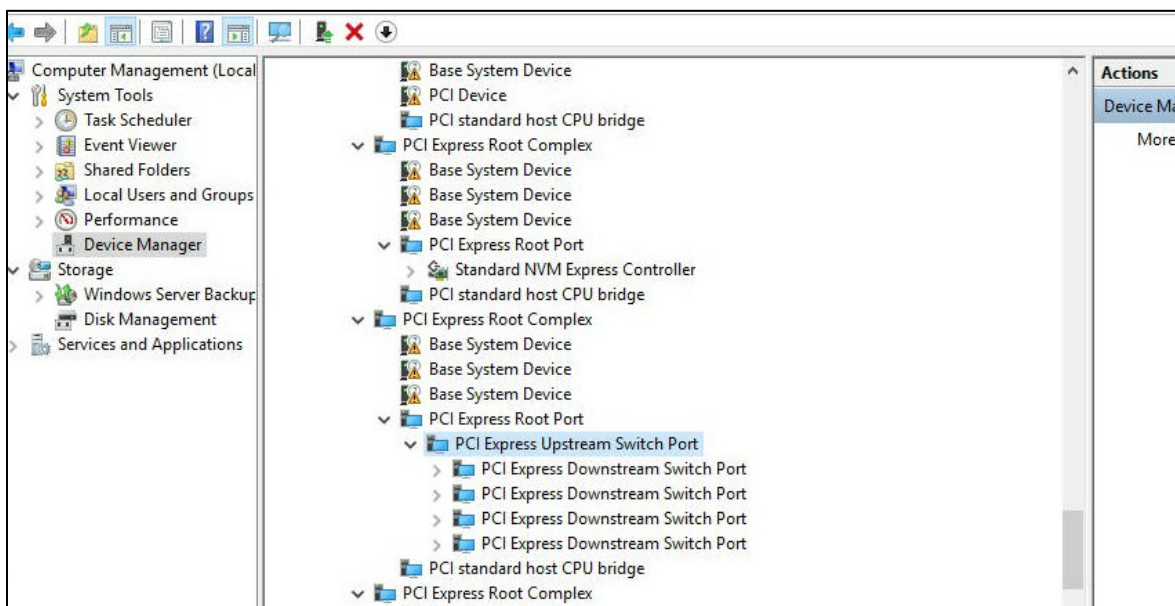 Computer Management (Local
System Tools
Task Scheduler
Event Viewer
Shared Folders
Local Users and Groups
Performance
Device Manager
Storage
Windows Server Backup
Disk Management
Services and Applications
Base System Device
PCI Device
PCI standard host CPU bridge
PCI Express Root Complex
Base System Device
Base System Device
Base System Device
PCI Express Root Port
Standard NVM Express Controller
PCI standard host CPU bridge
PCI Express Root Complex
Base System Device
Base System Device
Base System Device
PCI Express Root Port
PCI Express Upstream Switch Port
PCI Express Downstream Switch Port
PCI Express Downstream Switch Port
PCI Express Downstream Switch Port
PCI Express Downstream Switch Port
PCI standard host CPU bridge
PCI Express Root Complex
Actions
Device Ma
More